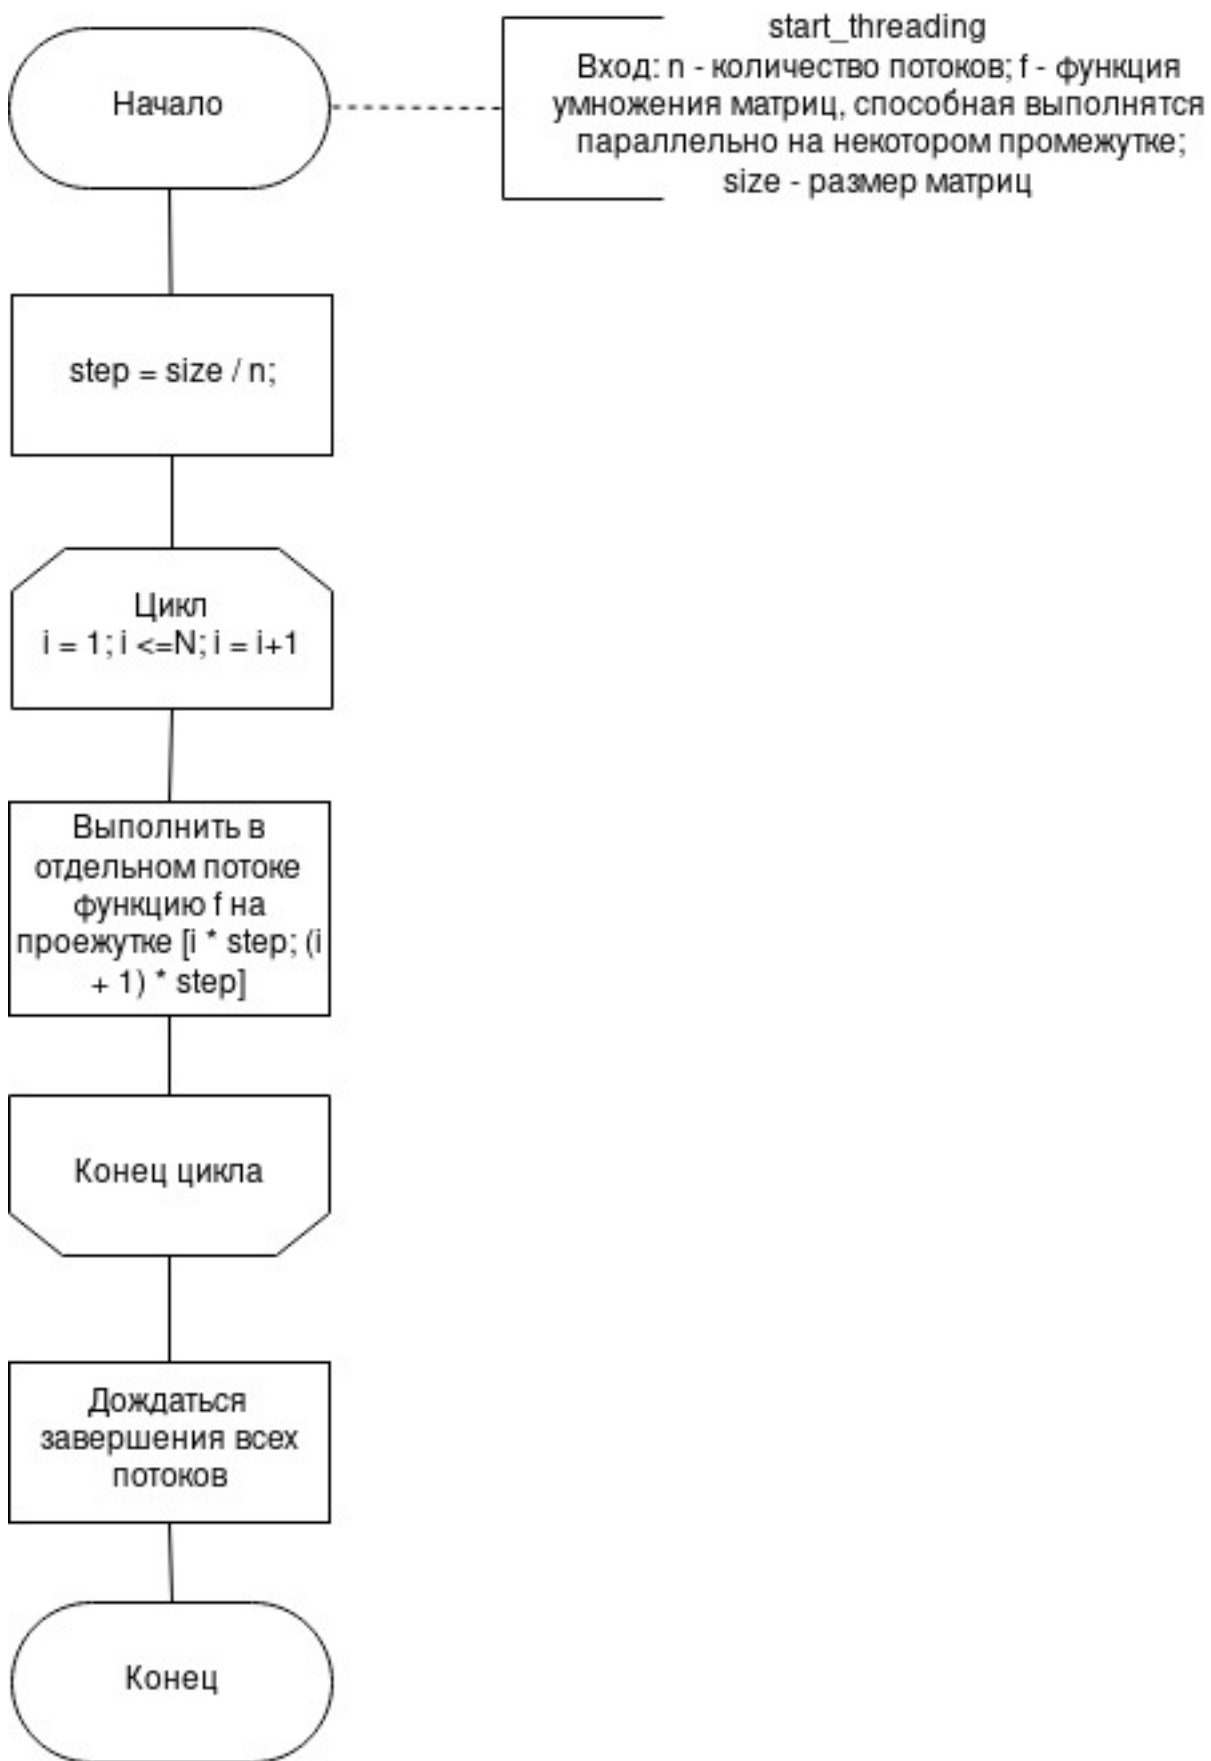 start_threading
Вход: n - количество потоков; f - функция
умножения матриц, способная выполнятся
параллельно на некотором промежутке;
size - размер матриц
Начало
step = size / n;
Цикл
i = 1; i <=N; i = i+1
Выполнить в
отдельном потоке
функцию f на
проежутке [i * step; (i
+ 1) * step]
Конец цикла
Дождаться
завершения всех
потоков
Конец